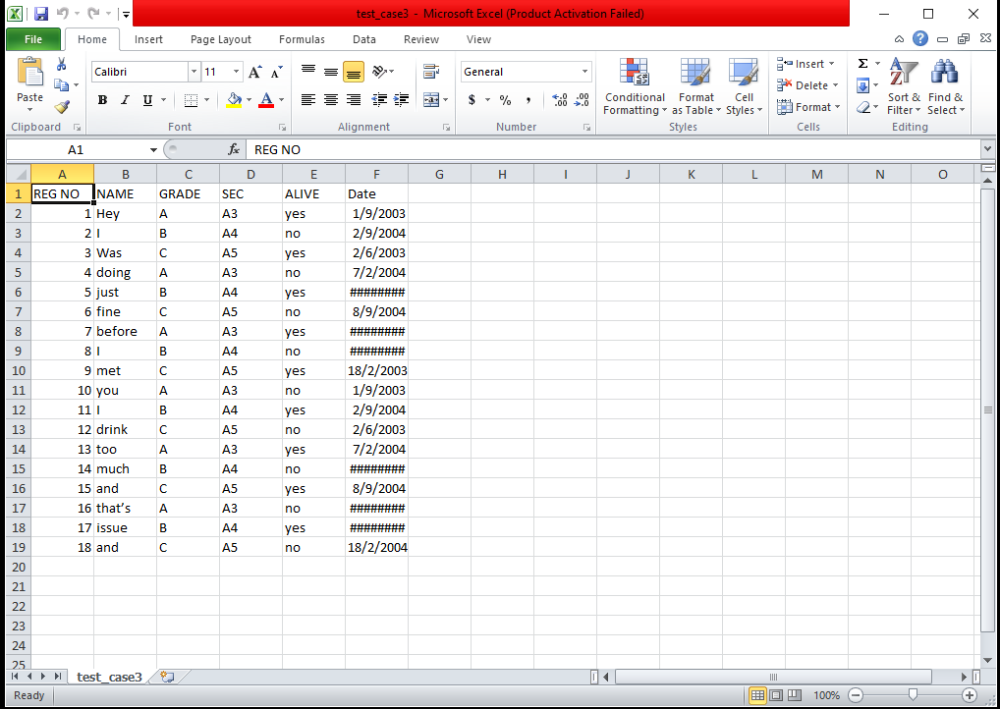 test_case3 - Microsoft Excel (Product Activation Failed)
File Home Insert Page Layout Formulas Data Review View
Calibri 11 General
Paste B I U $ % , Conditional Formatting Format as Table Cell Styles Insert Delete Format Σ Sort & Filter Find & Select
Clipboard Font Alignment Number Styles Cells Editing
A1 fx REG NO
A B C D E F G H I J K L M N O
1 REG NO NAME GRADE SEC ALIVE Date
2 1 Hey A A3 yes 1/9/2003
3 2 I B A4 no 2/9/2004
4 3 Was C A5 yes 2/6/2003
5 4 doing A A3 no 7/2/2004
6 5 just B A4 yes ########
7 6 fine C A5 no 8/9/2004
8 7 before A A3 yes ########
9 8 I B A4 no ########
10 9 met C A5 yes 18/2/2003
11 10 you A A3 no 1/9/2003
12 11 I B A4 yes 2/9/2004
13 12 drink C A5 no 2/6/2003
14 13 too A A3 yes 7/2/2004
15 14 much B A4 no ########
16 15 and C A5 yes 8/9/2004
17 16 that's A A3 no ########
18 17 issue B A4 yes ########
19 18 and C A5 no 18/2/2004
20
21
22
23
24
25
test_case3
Ready 100%